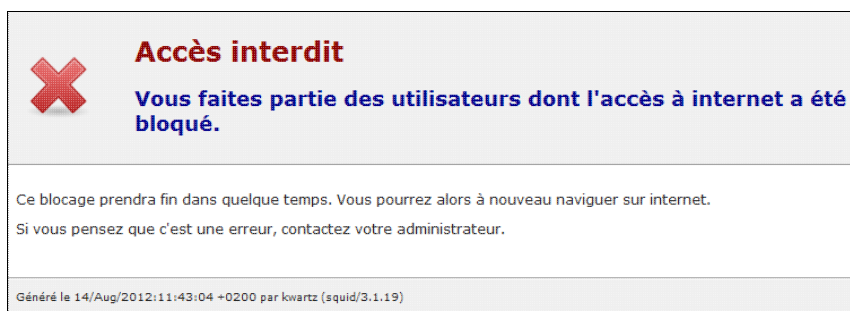 Accès interdit
Vous faites partie des utilisateurs dont l'accès à internet a été
bloqué.
Ce blocage prendra fin dans quelque temps. Vous pourrez alors à nouveau naviguer sur internet.
Si vous pensez que c'est une erreur, contactez votre administrateur.
Généré le 14/Aug/2012:11:43:04 +0200 par kwartz (squid/3.1.19)